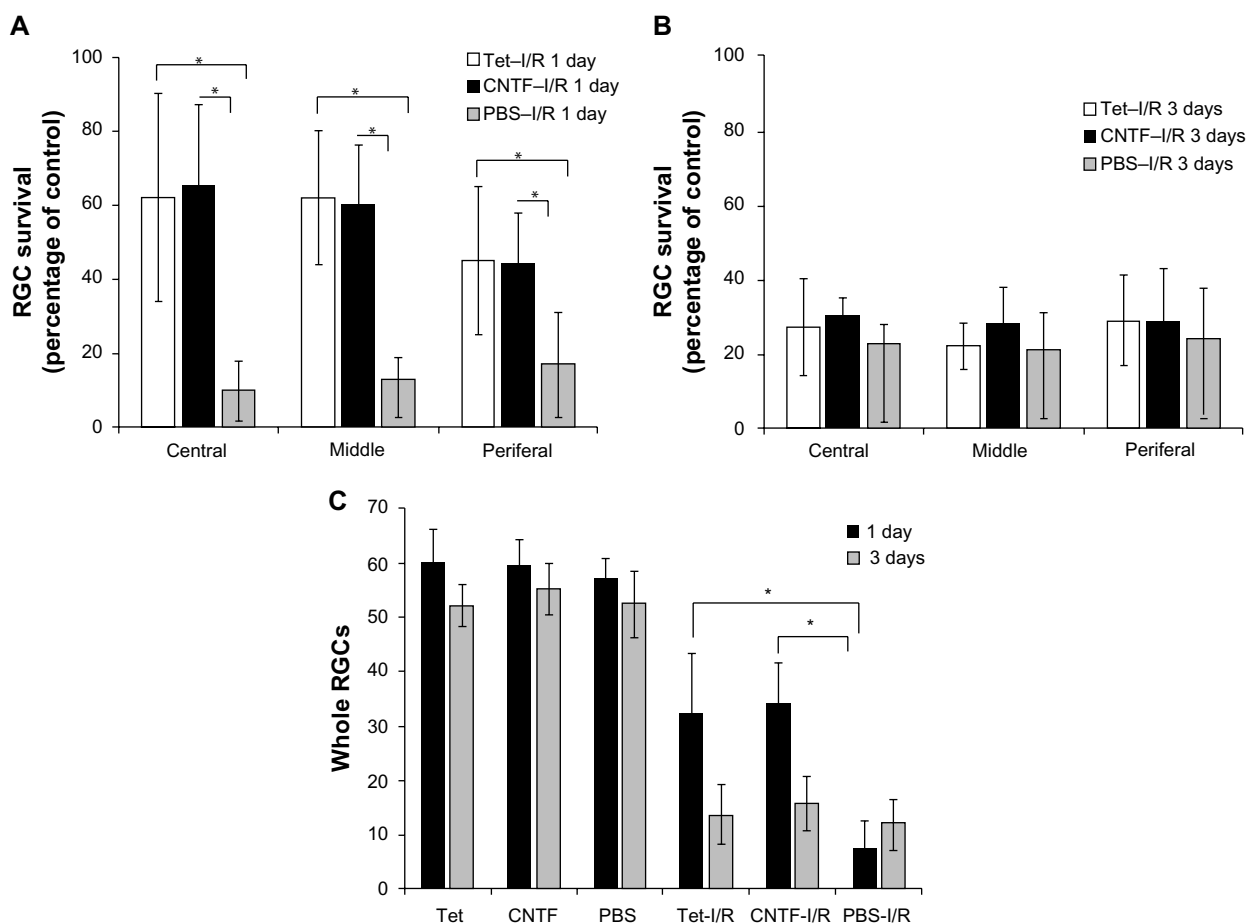 A
RGC survival
(percentage of control)
100
80
60
40
20
0
Central
Middle
Periferal
Tet–I/R 1 day
CNTF–I/R 1 day
PBS–I/R 1 day
*
*
*
*
*
*
B
RGC survival
(percentage of control)
100
80
60
40
20
0
Central
Middle
Periferal
Tet–I/R 3 days
CNTF–I/R 3 days
PBS–I/R 3 days
C
Whole RGCs
70
60
50
40
30
20
10
0
Tet
CNTF
PBS
Tet-I/R
CNTF-I/R
PBS-I/R
1 day
3 days
*
*